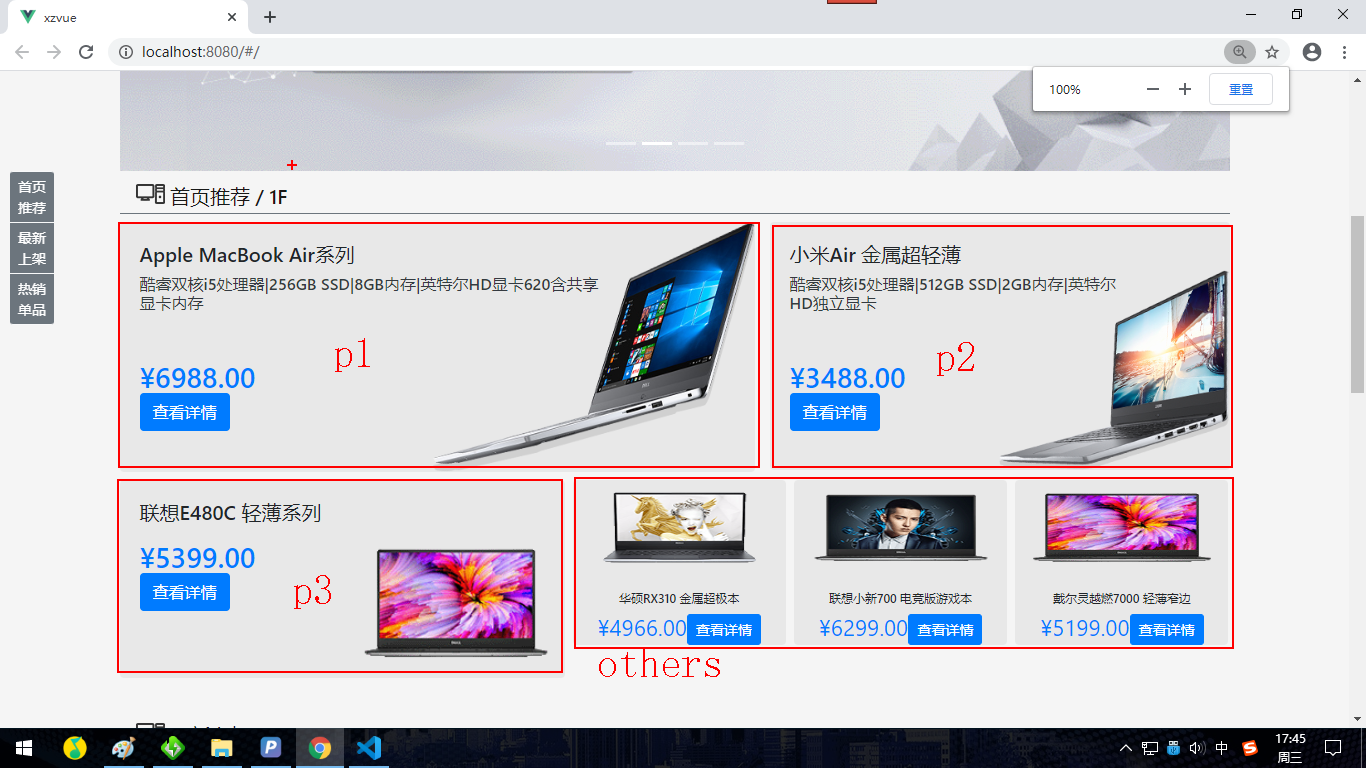 xzvue
localhost:8080/#/
100%
重置
首页
推荐
最新
上架
热销
单品
首页推荐 / 1F
Apple MacBook Air系列
酷睿双核i5处理器|256GB SSD|8GB内存|英特尔HD显卡620含共享
显卡内存
p1
¥6988.00
查看详情
小米Air 金属超轻薄
酷睿双核i5处理器|512GB SSD|2GB内存|英特尔
HD独立显卡
p2
¥3488.00
查看详情
联想E480C 轻薄系列
¥5399.00
查看详情
p3
华硕RX310 金属超极本
¥4966.00查看详情
联想小新700 电竞版游戏本
¥6299.00查看详情
戴尔灵越燃7000 轻薄窄边
¥5199.00查看详情
others
中
17:45
周三